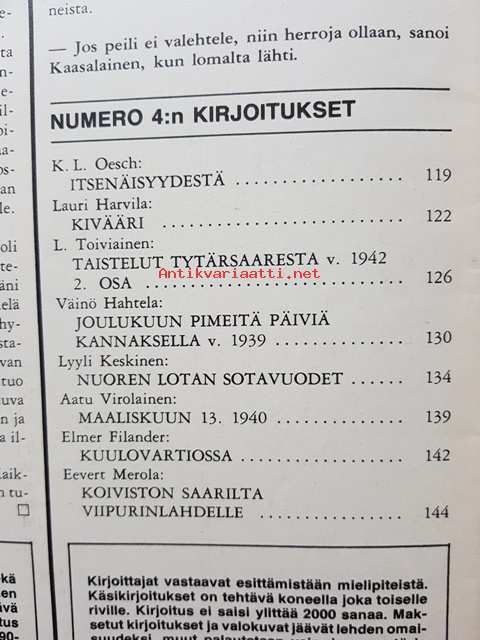 neista.
— Jos peili ei valehtele, niin herroja ollaan, sanoi
Kaasalainen, kun lomalta lähti.
NUMERO 4:n KIRJOITUKSET
K. L. Oesch:
ITSENÄISYYDESTÄ .................. 119
Lauri Harvila:
KIVÄÄRI .................. 122
L. Toiviainen:
TAISTELUT TYTÄRSAARESTA v. 1942
2. OSA .................. 126
Antikvariaatti.net
Väinö Hahtela:
JOULUKUUN PIMEITÄ PÄIVIÄ
KANNAKSELLA v. 1939 .............. 130
Lyyli Keskinen:
NUOREN LOTAN SOTAVUODET ...... 134
Aatu Virolainen:
MAALISKUUN 13. 1940 .............. 139
Elmer Filander:
KUULOVARTIOSSA .................. 142
Eevert Merola:
KOIVISTON SAARILTA
VIIPURINLAHDELLE ................ 144
Kirjoittajat vastaavat esittämistään mielipiteistä.
Käsikirjoitukset on tehtävä koneella joka toiselle
riville. Kirjoitus ei saisi ylittää 2000 sanaa. Mak-
setut kirjoitukset ja valokuvat jäävät lehden omai-